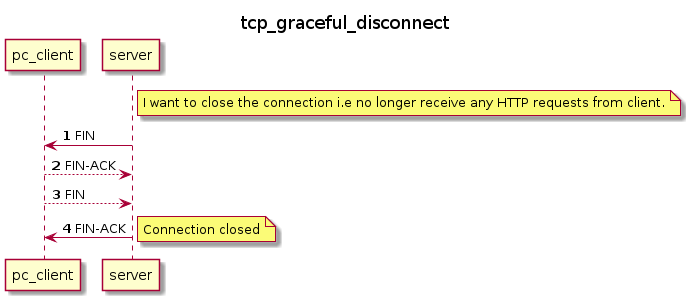 tcp_graceful_disconnect
pc_client
server
I want to close the connection i.e no longer receive any HTTP requests from client.
1 FIN
2 FIN-ACK
3 FIN
4 FIN-ACK
Connection closed
pc_client
server